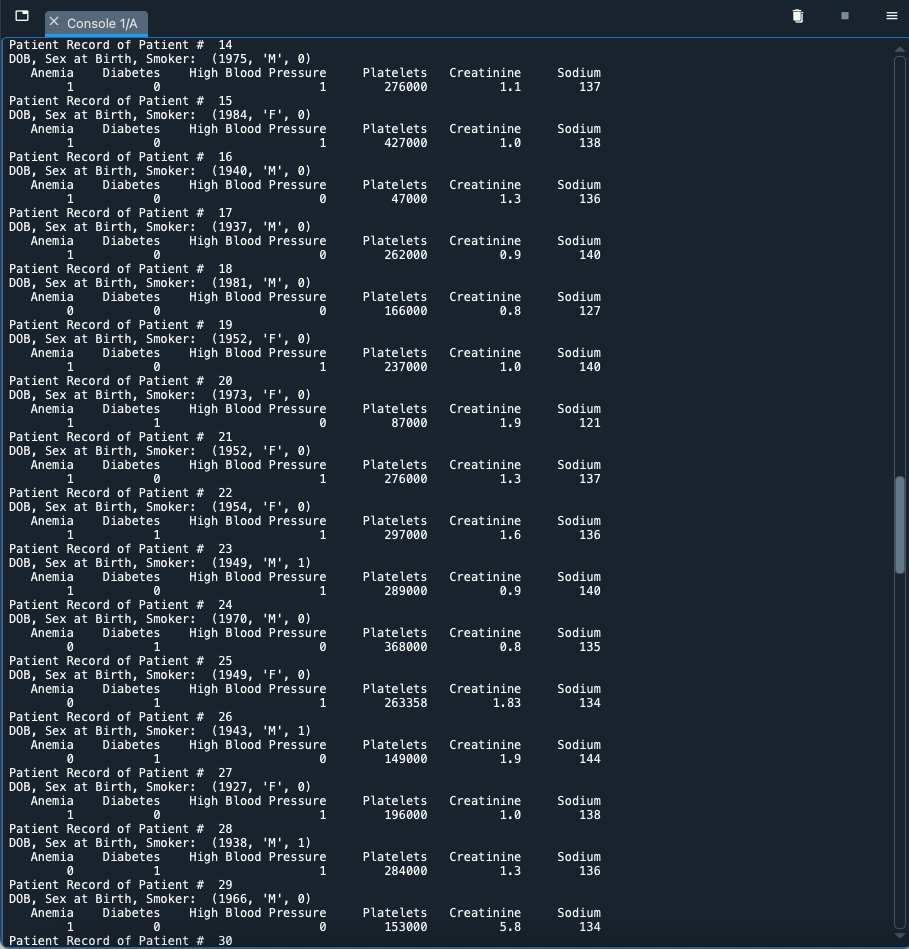 Console 1/A
Patient Record of Patient #  14
DOB, Sex at Birth, Smoker:  (1975, 'M', 0)
   Anemia    Diabetes    High Blood Pressure     Platelets   Creatinine     Sodium
        1           0                      1        276000          1.1        137
Patient Record of Patient #  15
DOB, Sex at Birth, Smoker:  (1984, 'F', 0)
   Anemia    Diabetes    High Blood Pressure     Platelets   Creatinine     Sodium
        1           0                      1        427000          1.0        138
Patient Record of Patient #  16
DOB, Sex at Birth, Smoker:  (1940, 'M', 0)
   Anemia    Diabetes    High Blood Pressure     Platelets   Creatinine     Sodium
        1           0                      0         47000          1.3        136
Patient Record of Patient #  17
DOB, Sex at Birth, Smoker:  (1937, 'M', 0)
   Anemia    Diabetes    High Blood Pressure     Platelets   Creatinine     Sodium
        1           0                      0        262000          0.9        140
Patient Record of Patient #  18
DOB, Sex at Birth, Smoker:  (1981, 'M', 0)
   Anemia    Diabetes    High Blood Pressure     Platelets   Creatinine     Sodium
        0           0                      0        166000          0.8        127
Patient Record of Patient #  19
DOB, Sex at Birth, Smoker:  (1952, 'F', 0)
   Anemia    Diabetes    High Blood Pressure     Platelets   Creatinine     Sodium
        1           0                      1        237000          1.0        140
Patient Record of Patient #  20
DOB, Sex at Birth, Smoker:  (1973, 'F', 0)
   Anemia    Diabetes    High Blood Pressure     Platelets   Creatinine     Sodium
        1           1                      0         87000          1.9        121
Patient Record of Patient #  21
DOB, Sex at Birth, Smoker:  (1952, 'F', 0)
   Anemia    Diabetes    High Blood Pressure     Platelets   Creatinine     Sodium
        1           0                      1        276000          1.3        137
Patient Record of Patient #  22
DOB, Sex at Birth, Smoker:  (1954, 'F', 0)
   Anemia    Diabetes    High Blood Pressure     Platelets   Creatinine     Sodium
        1           1                      1        297000          1.6        136
Patient Record of Patient #  23
DOB, Sex at Birth, Smoker:  (1949, 'M', 1)
   Anemia    Diabetes    High Blood Pressure     Platelets   Creatinine     Sodium
        1           0                      1        289000          0.9        140
Patient Record of Patient #  24
DOB, Sex at Birth, Smoker:  (1970, 'M', 0)
   Anemia    Diabetes    High Blood Pressure     Platelets   Creatinine     Sodium
        0           1                      0        368000          0.8        135
Patient Record of Patient #  25
DOB, Sex at Birth, Smoker:  (1949, 'F', 0)
   Anemia    Diabetes    High Blood Pressure     Platelets   Creatinine     Sodium
        0           1                      1        263358         1.83        134
Patient Record of Patient #  26
DOB, Sex at Birth, Smoker:  (1943, 'M', 1)
   Anemia    Diabetes    High Blood Pressure     Platelets   Creatinine     Sodium
        0           1                      0        149000          1.9        144
Patient Record of Patient #  27
DOB, Sex at Birth, Smoker:  (1927, 'F', 0)
   Anemia    Diabetes    High Blood Pressure     Platelets   Creatinine     Sodium
        1           0                      1        196000          1.0        138
Patient Record of Patient #  28
DOB, Sex at Birth, Smoker:  (1938, 'M', 1)
   Anemia    Diabetes    High Blood Pressure     Platelets   Creatinine     Sodium
        0           1                      1        284000          1.3        136
Patient Record of Patient #  29
DOB, Sex at Birth, Smoker:  (1966, 'M', 0)
   Anemia    Diabetes    High Blood Pressure     Platelets   Creatinine     Sodium
        1           0                      0        153000          5.8        134
Patient Record of Patient #  30